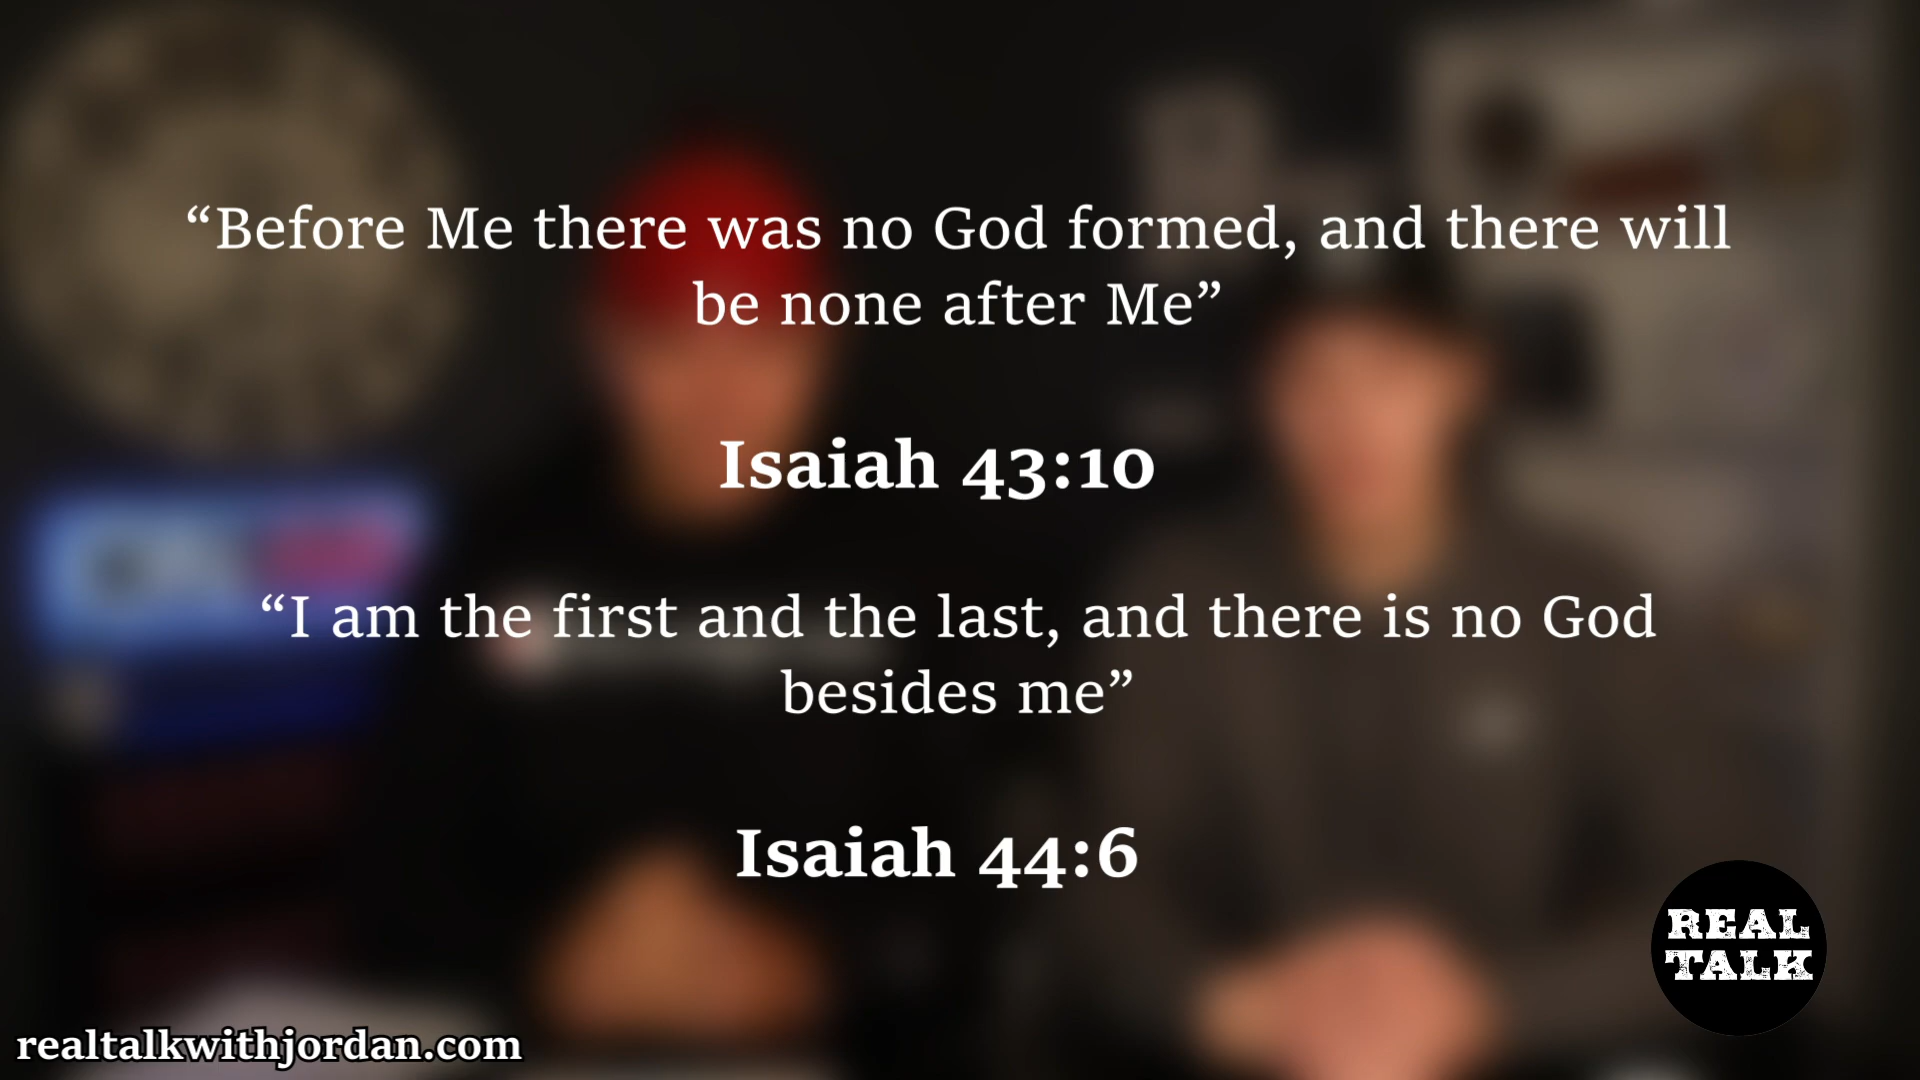 “Before Me there was no God formed, and there will
be none after Me”
Isaiah 43:10
“I am the first and the last, and there is no God
besides me”
Isaiah 44:6
REAL
TALK
realtalkwithjordan.com